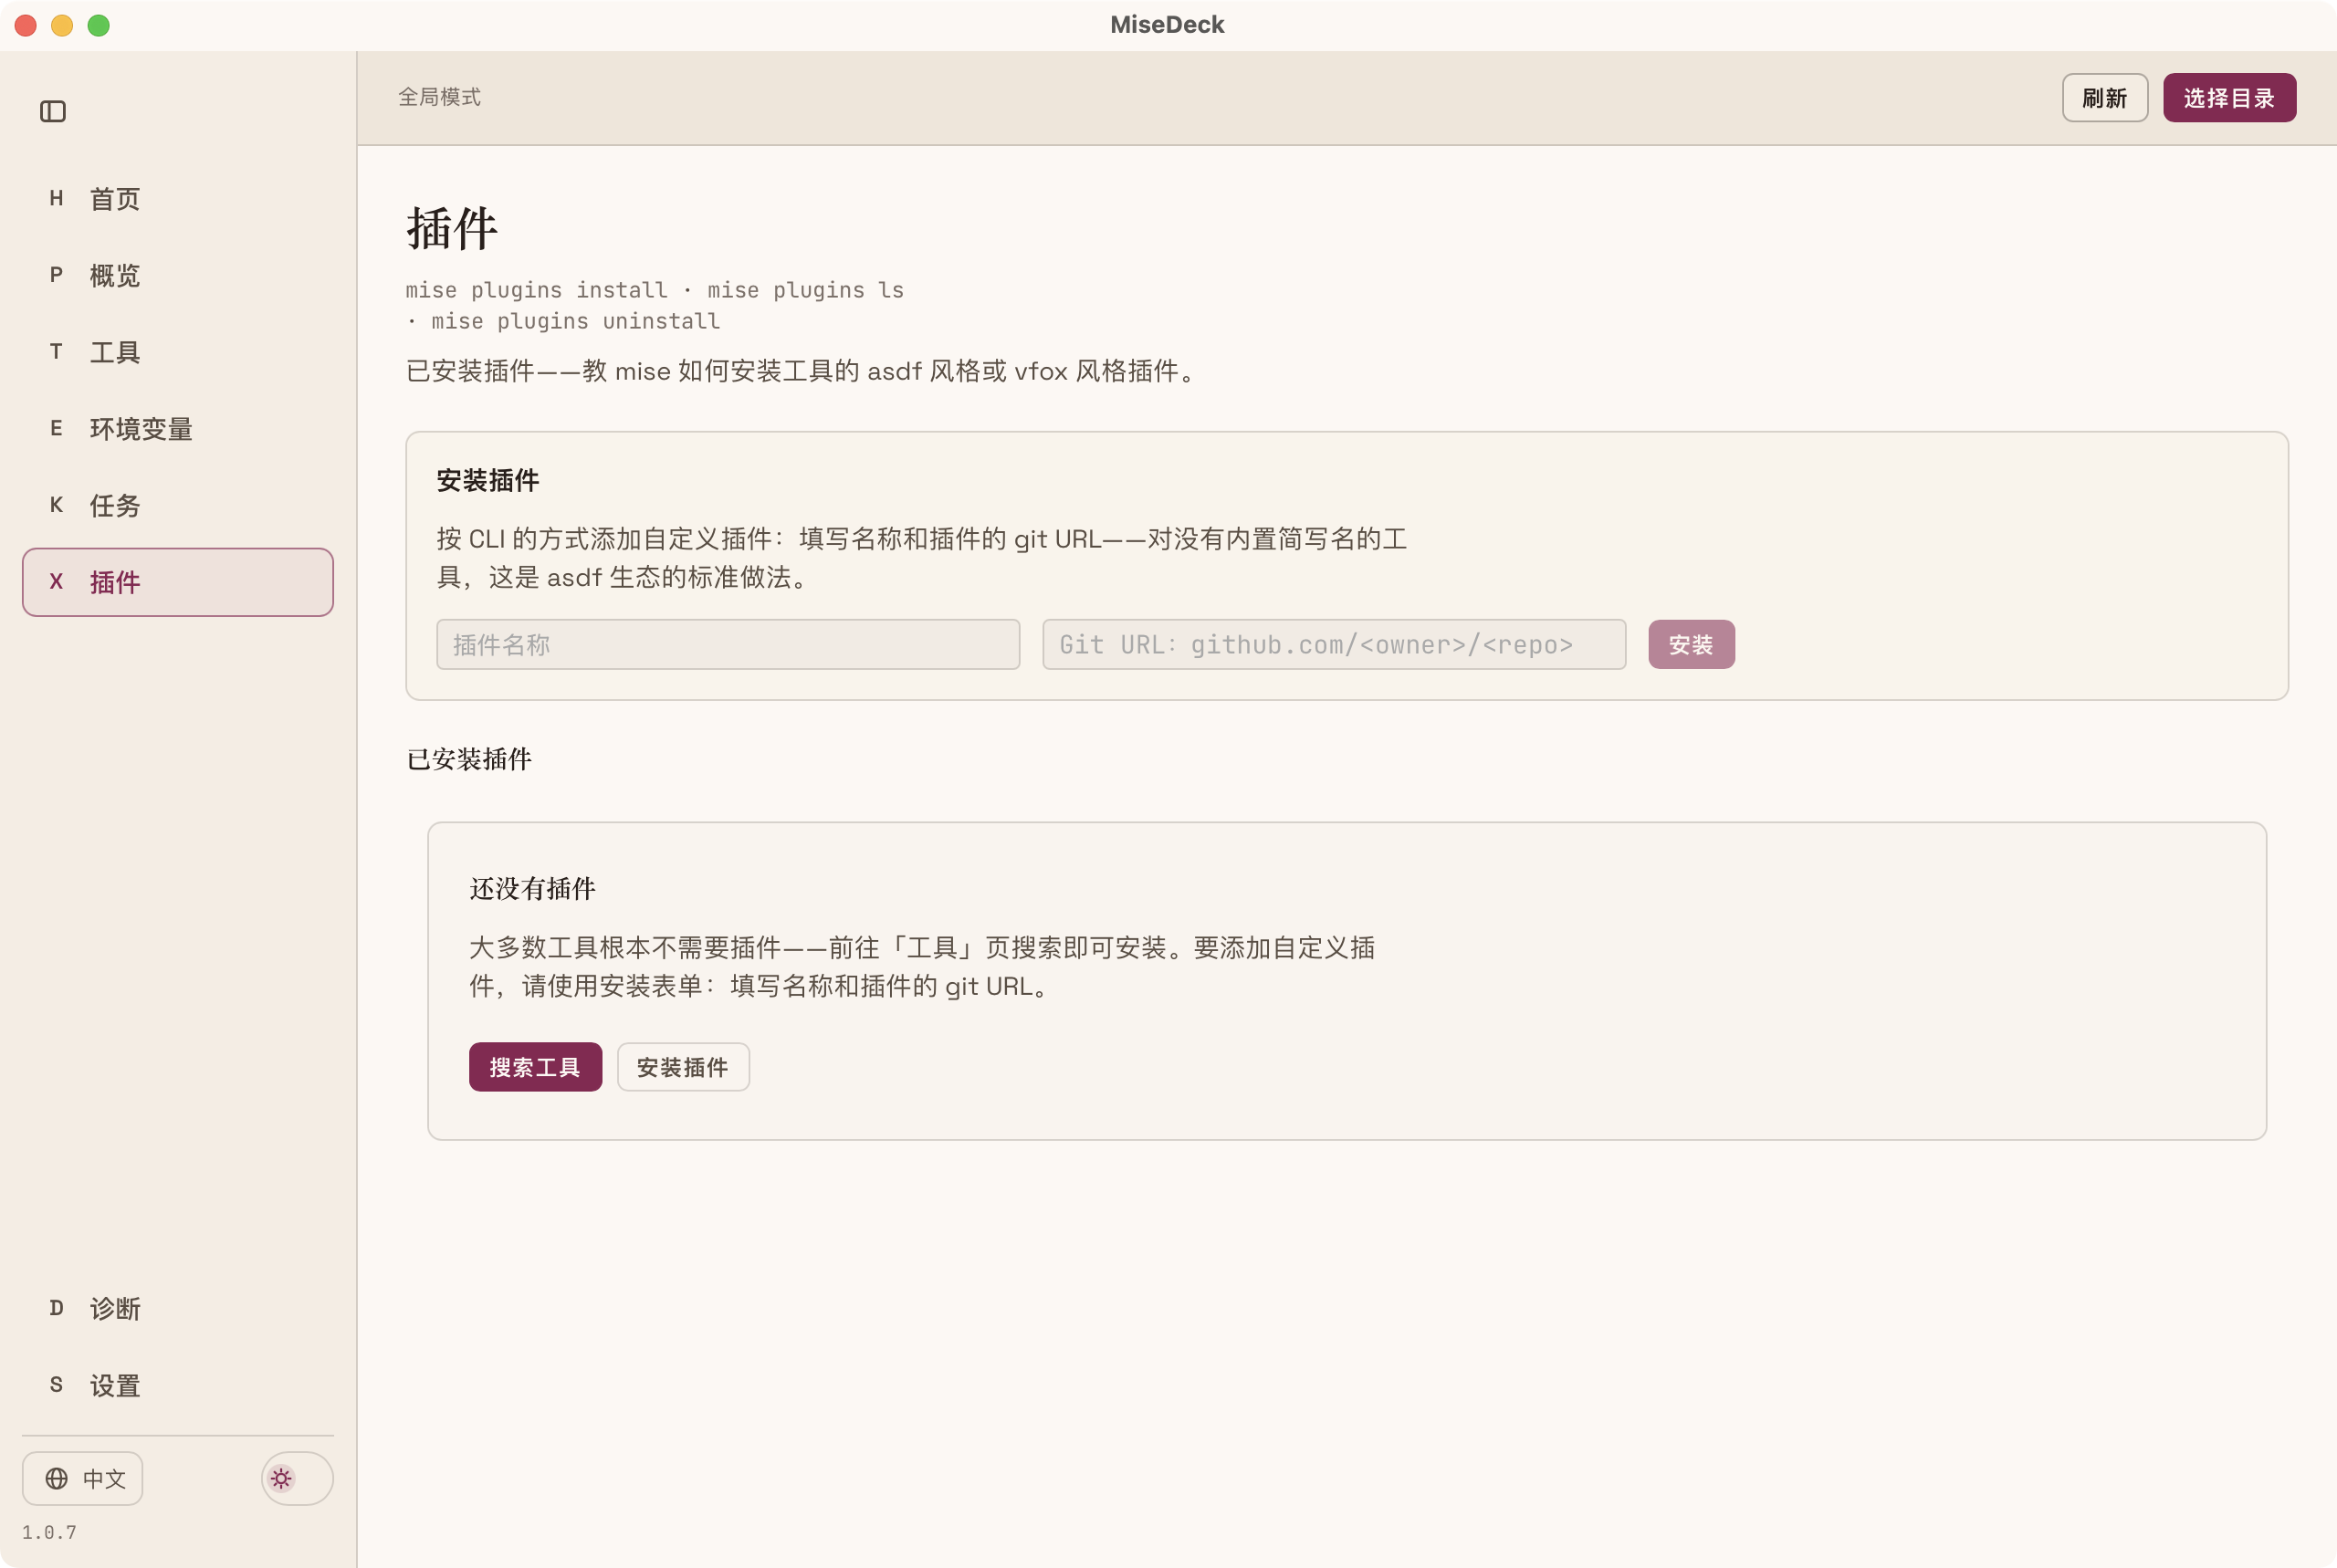 MiseDeck
全局模式
刷新
选择目录
H 首页
P 概览
T 工具
E 环境变量
K 任务
X 插件
插件
mise plugins install · mise plugins ls
· mise plugins uninstall
已安装插件——教 mise 如何安装工具的 asdf 风格或 vfox 风格插件。
安装插件
按 CLI 的方式添加自定义插件：填写名称和插件的 git URL——对没有内置简写名的工
具，这是 asdf 生态的标准做法。
插件名称
Git URL：github.com/<owner>/<repo>
安装
已安装插件
还没有插件
大多数工具根本不需要插件——前往「工具」页搜索即可安装。要添加自定义插
件，请使用安装表单：填写名称和插件的 git URL。
搜索工具
安装插件
D 诊断
S 设置
中文
1.0.7